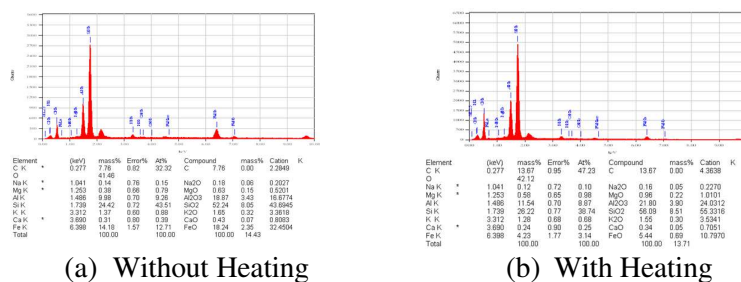 Element (keV) mass% Error% At% Compound mass% Cation K
C K * 0.277 7.76 0.82 32.32 C 7.76 0.00 2.2849
O 41.46
Na K * 1.041 0.14 0.76 0.15 Na2O 0.18 0.06 0.2027
Mg K * 1.253 0.38 0.66 0.79 MgO 0.63 0.15 0.5201
Al K 1.486 9.98 0.70 9.26 Al2O3 18.87 3.43 16.6774
Si K 1.739 24.42 0.72 43.51 SiO2 52.24 8.05 43.6945
K K 3.312 1.37 0.60 0.88 K2O 1.65 0.32 3.3618
Ca K * 3.690 0.31 0.80 0.39 CaO 0.43 0.07 0.8083
Fe K 6.398 14.18 1.57 12.71 FeO 18.24 2.35 32.4504
Total 100.00 100.00 100.00 14.43
(a) Without Heating
Element (keV) mass% Error% At% Compound mass% Cation K
C K * 0.277 13.67 0.95 47.23 C 13.67 0.00 4.3638
O 42.12
Na K * 1.041 0.12 0.72 0.10 Na2O 0.16 0.05 0.2270
Mg K * 1.253 0.58 0.65 0.98 MgO 0.96 0.22 1.0101
Al K 1.486 11.54 0.70 8.87 Al2O3 21.80 3.90 24.0312
Si K 1.739 26.22 0.77 38.74 SiO2 56.09 8.51 55.3316
K K 3.312 1.28 0.68 0.68 K2O 1.55 0.30 3.5341
Ca K * 3.690 0.24 0.90 0.25 CaO 0.34 0.05 0.7051
Fe K 6.398 4.23 1.77 3.14 FeO 5.44 0.69 10.7970
Total 100.00 100.00 100.00 13.71
(b) With Heating